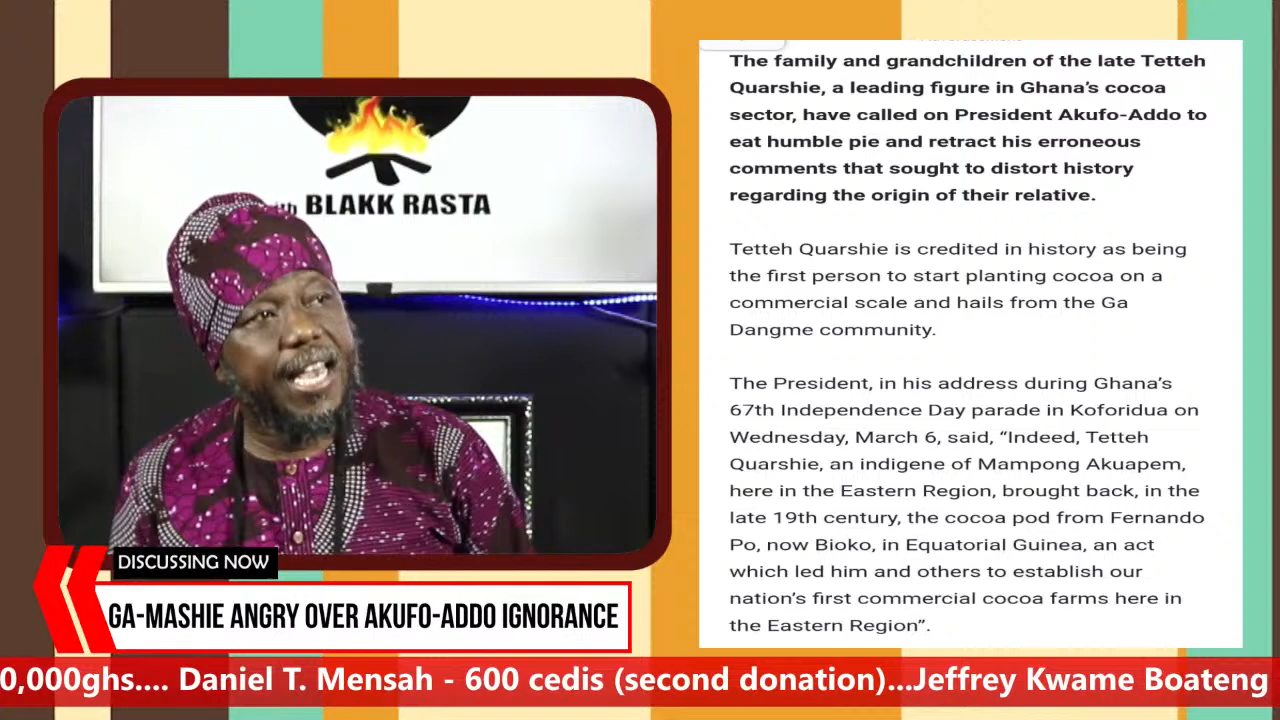 BLAKK RASTA
The family and grandchildren of the late Tetteh
Quarshie, a leading figure in Ghana's cocoa
sector, have called on President Akufo-Addo to
eat humble pie and retract his erroneous
comments that sought to distort history
regarding the origin of their relative.
Tetteh Quarshie is credited in history as being
the first person to start planting cocoa on a
commercial scale and hails from the Ga
Dangme community.
The President, in his address during Ghana's
67th Independence Day parade in Koforidua on
Wednesday, March 6, said, “Indeed, Tetteh
Quarshie, an indigene of Mampong Akuapem,
here in the Eastern Region, brought back, in the
late 19th century, the cocoa pod from Fernando
Po, now Bioko, in Equatorial Guinea, an act
which led him and others to establish our
nation's first commercial cocoa farms here in
the Eastern Region”.
DISCUSSING NOW
GA-MASHIE ANGRY OVER AKUFO-ADDO IGNORANCE
0,000ghs.... Daniel T. Mensah - 600 cedis (second donation)...Jeffrey Kwame Boateng